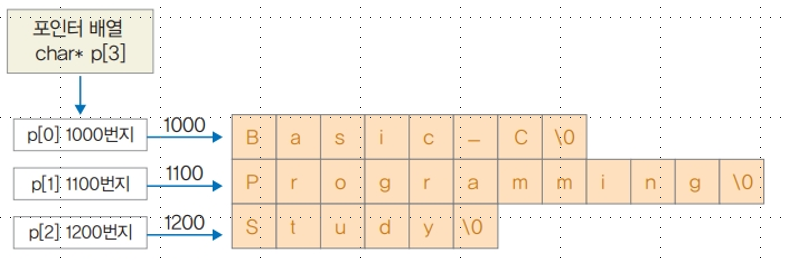 포인터 배열
char* p[3]
p[0] 1000번지 1000 B a s i c _ C \0
p[1] 1100번지 1100 P r o g r a m m i n g \0
p[2] 1200번지 1200 S t u d y \0